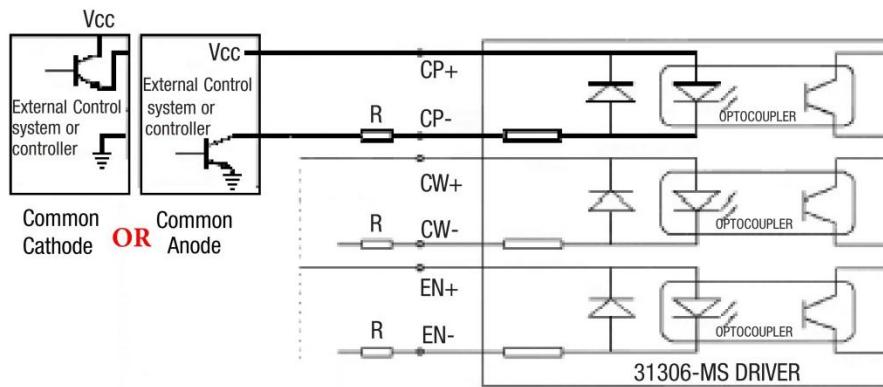 Vcc
External Control
system or
controller
Common
Cathode
OR
Vcc
External Control
system or
controller
Common
Anode
CP+
R
CP-
OPTOCOUPLER
CW+
R
CW-
OPTOCOUPLER
EN+
R
EN-
OPTOCOUPLER
31306-MS DRIVER